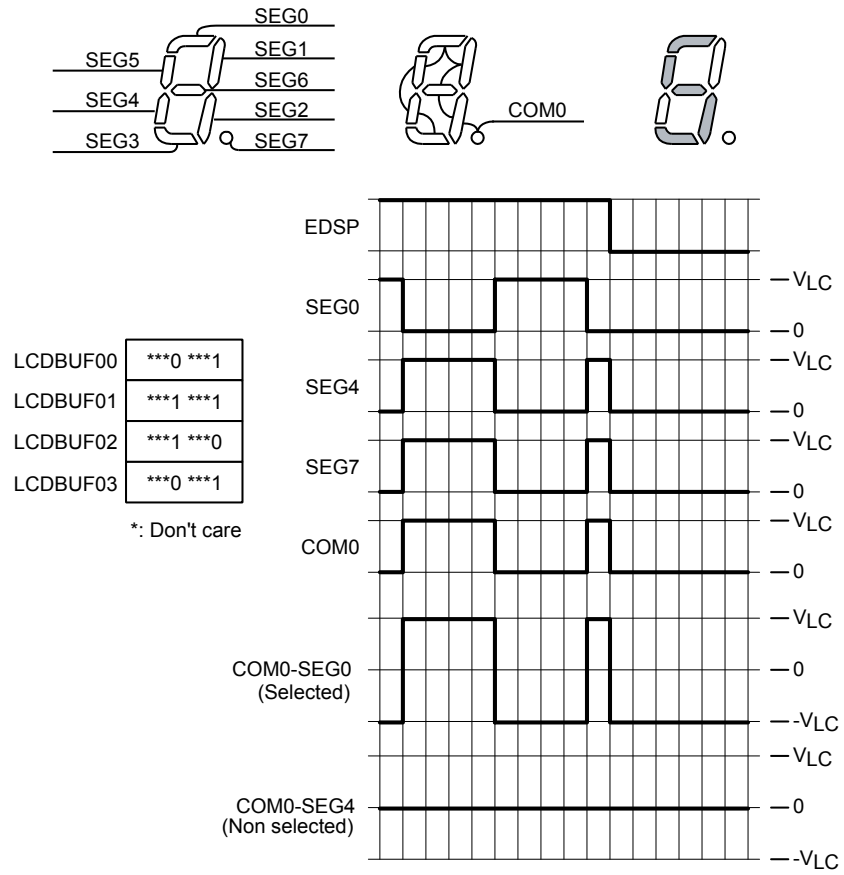 SEG0
SEG1
SEG5
SEG6
SEG4
SEG2
SEG3
SEG7
COM0
EDSP
SEG0
VLC
0
SEG4
VLC
0
SEG7
VLC
0
COM0
VLC
0
LCDBUF00 ***0 ***1
LCDBUF01 ***1 ***1
LCDBUF02 ***1 ***0
LCDBUF03 ***0 ***1
*: Don't care
COM0-SEG0
(Selected)
VLC
0
-VLC
COM0-SEG4
(Non selected)
VLC
0
-VLC